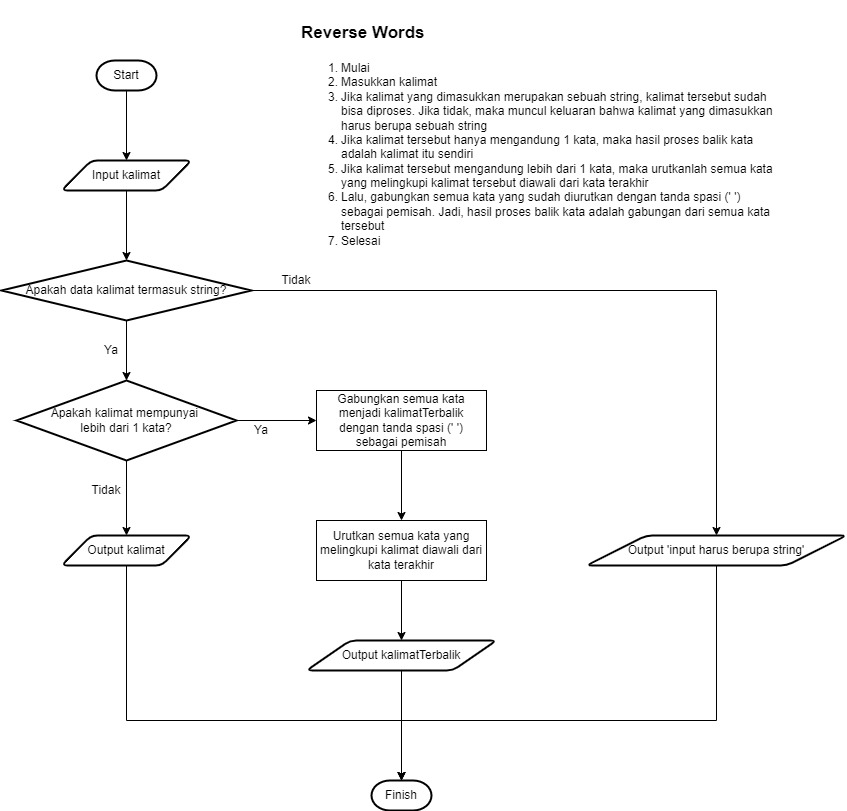 Reverse Words
1. Mulai
2. Masukkan kalimat
3. Jika kalimat yang dimasukkan merupakan sebuah string, kalimat tersebut sudah
bisa diproses. Jika tidak, maka muncul keluaran bahwa kalimat yang dimasukkan
harus berupa sebuah string
4. Jika kalimat tersebut hanya mengandung 1 kata, maka hasil proses balik kata
adalah kalimat itu sendiri
5. Jika kalimat tersebut mengandung lebih dari 1 kata, maka urutkanlah semua kata
yang melingkupi kalimat tersebut diawali dari kata terakhir
6. Lalu, gabungkan semua kata yang sudah diurutkan dengan tanda spasi (' ')
sebagai pemisah. Jadi, hasil proses balik kata adalah gabungan dari semua kata
tersebut
7. Selesai
Start
Input kalimat
Apakah data kalimat termasuk string?
Tidak
Ya
Apakah kalimat mempunyai
lebih dari 1 kata?
Ya
Gabungkan semua kata
menjadi kalimatTerbalik
dengan tanda spasi (' ')
sebagai pemisah
Tidak
Output kalimat
Urutkan semua kata yang
melingkupi kalimat diawali dari
kata terakhir
Output 'input harus berupa string'
Output kalimatTerbalik
Finish